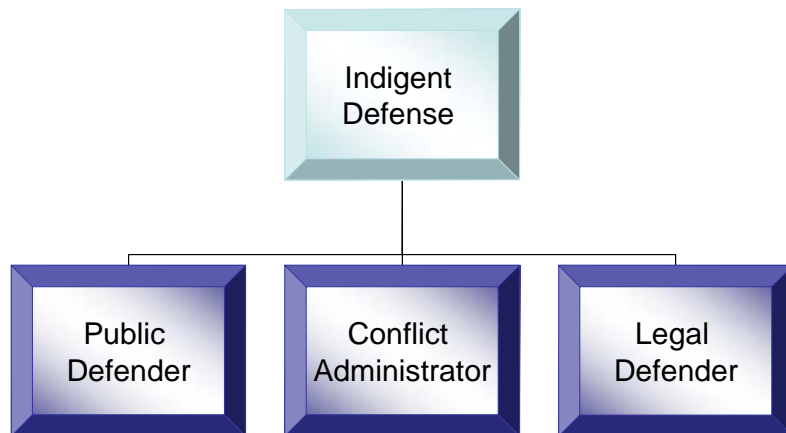 Indigent
Defense
Public
Defender
Conflict
Administrator
Legal
Defender